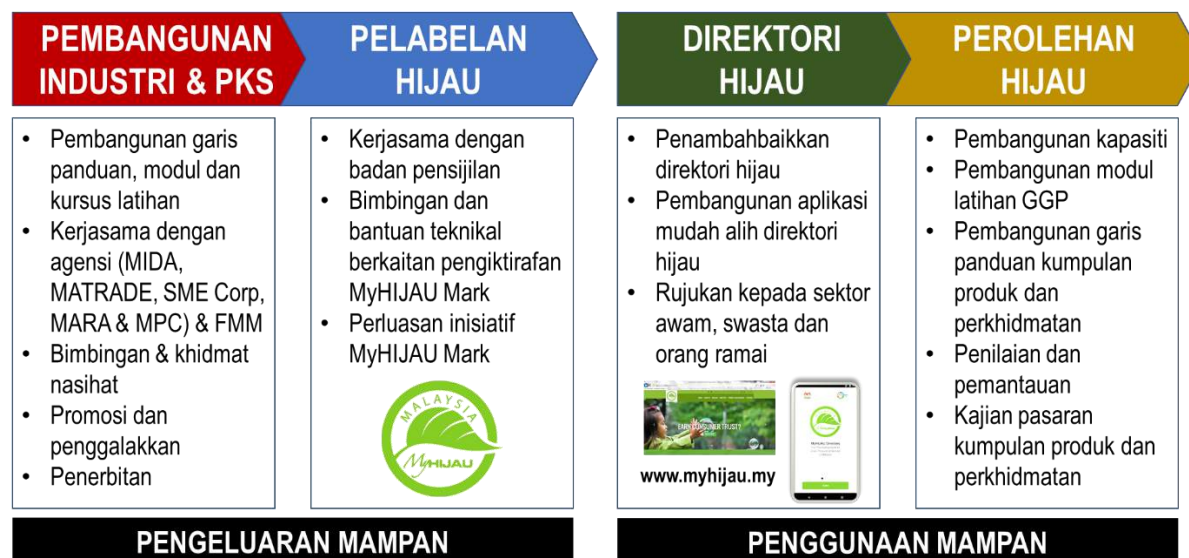 PEMBANGUNAN
INDUSTRI & PKS
PELABELAN
HIJAU
DIREKTORI
HIJAU
PEROLEHAN
HIJAU
• Pembangunan garis
panduan, modul dan
kursus latihan
• Kerjasama dengan
agensi (MIDA,
MATRADE, SME Corp,
MARA & MPC) & FMM
• Bimbingan & khidmat
nasihat
• Promosi dan
penggalakkan
• Penerbitan
• Kerjasama dengan
badan pensijilan
• Bimbingan dan
bantuan teknikal
berkaitan pengiktirafan
MyHIJAU Mark
• Perluasan inisiatif
MyHIJAU Mark
MALAYSIA
MyHIJAU
• Penambahbaikkan
direktori hijau
• Pembangunan aplikasi
mudah alih direktori
hijau
• Rujukan kepada sektor
awam, swasta dan
orang ramai
EARN CONSUMER TRUST?
www.myhijau.my
• Pembangunan kapasiti
• Pembangunan modul
latihan GGP
• Pembangunan garis
panduan kumpulan
produk dan
perkhidmatan
• Penilaian dan
pemantauan
• Kajian pasaran
kumpulan produk dan
perkhidmatan
PENGELUARAN MAMPAN
PENGGUNAAN MAMPAN